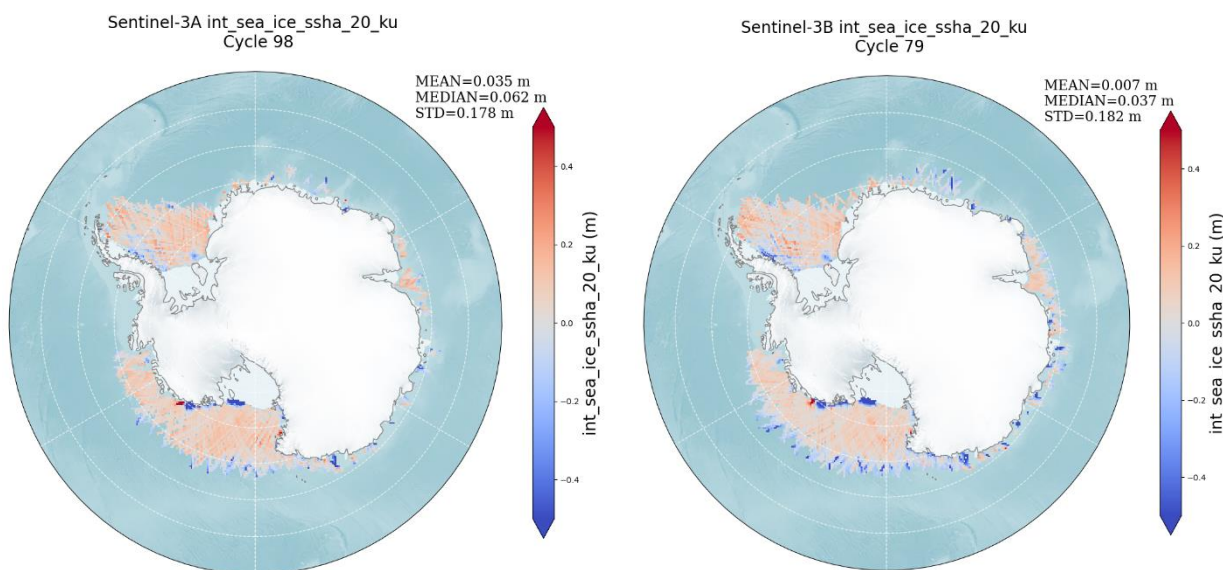 Sentinel-3A int_sea_ice_ssha_20_ku
Cycle 98
MEAN=0.035 m
MEDIAN=0.062 m
STD=0.178 m
0.4
0.2
0.0
−0.2
−0.4
int_sea_ice_ssha_20_ku (m)
Sentinel-3B int_sea_ice_ssha_20_ku
Cycle 79
MEAN=0.007 m
MEDIAN=0.037 m
STD=0.182 m
0.4
0.2
0.0
−0.2
−0.4
int_sea_ice_ssha_20_ku (m)